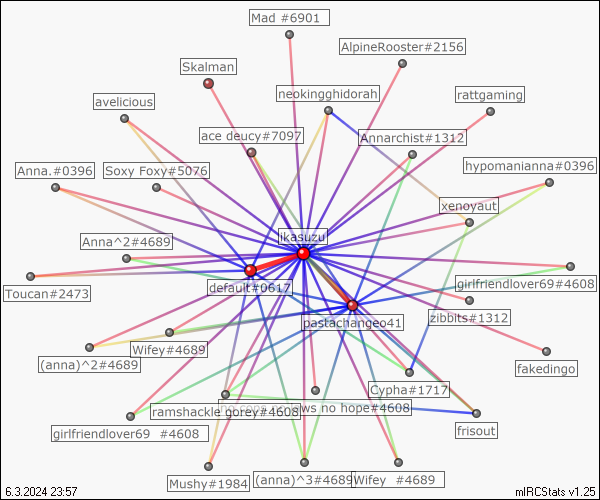 Mad #6901
AlpineRooster#2156
Skalman
neokingghidorah
rattgaming
avelicious
ace deucy#7097
Annarchist#1312
Anna.#0396
Soxy Foxy#5076
hypomanianna#0396
xenoyaut
Anna^2#4689
ikasuzu
default#0617
girlfriendlover69#4608
Toucan#2473
pastachangeo41
zibbits#1312
Wifey#4689
(anna)^2#4689
fakedingo
Cypha#1717
ramshackle gorey#4608
ws no hope#4608
girlfriendlover69 #4608
frisout
Mushy#1984
(anna)^3#4689
Wifey #4689
6.3.2024 23:57
mIRCStats v1.25